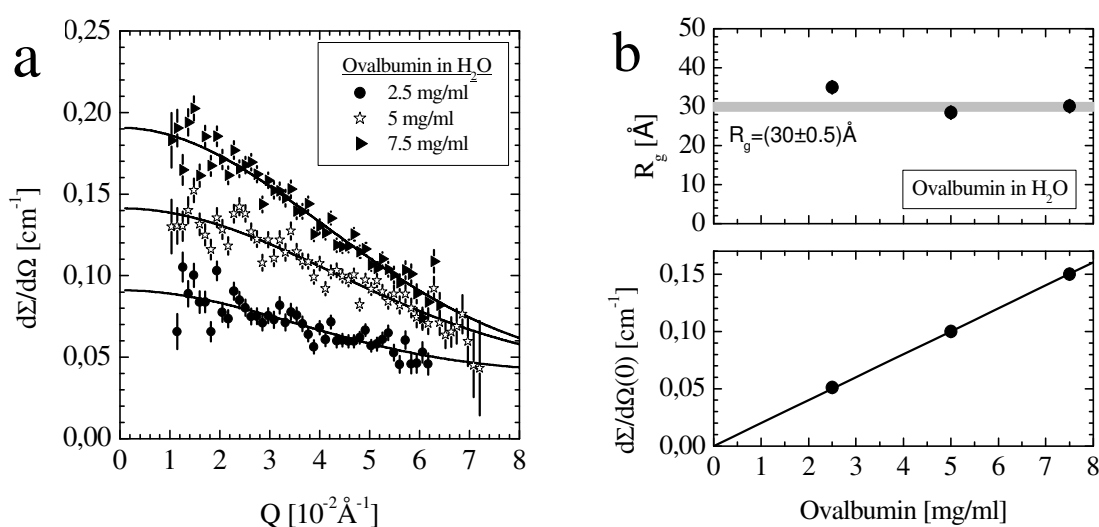 a
0,25
0,20
0,15
0,10
0,05
0,00
dΣ/dΩ [cm⁻¹]
Ovalbumin in H₂O
2.5 mg/ml
5 mg/ml
7.5 mg/ml
0 1 2 3 4 5 6 7 8
Q [10⁻²Å⁻¹]
b
50
40
30
20
10
0
R_g [Å]
R_g=(30±0.5)Å
Ovalbumin in H₂O
0,15
0,10
0,05
0,00
dΣ/dΩ(0) [cm⁻¹]
0 1 2 3 4 5 6 7 8
Ovalbumin [mg/ml]